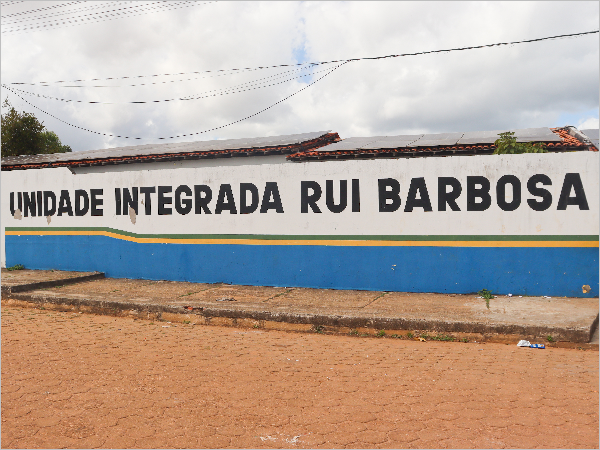 UNIDADE INTEGRADA RUI BARBOSA